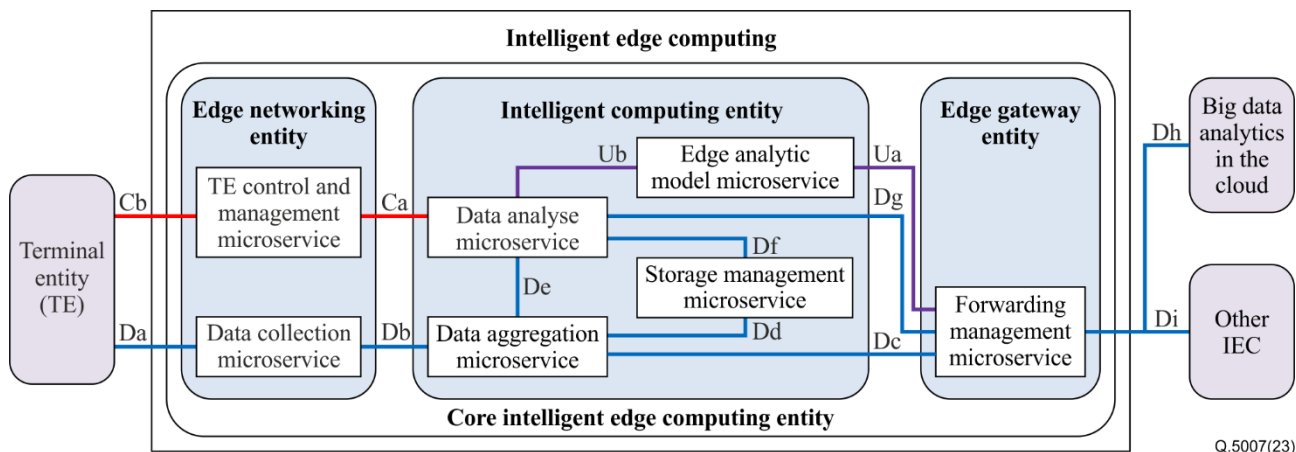 Intelligent edge computing
Edge networking
entity
Intelligent computing entity
Edge gateway
entity
Big data
analytics
in the
cloud
Dh
Ub
Edge analytic
model microservice
Ua
TE control and
management
microservice
Cb
Ca
Data analyse
microservice
Dg
Terminal
entity
(TE)
Df
De
Storage management
microservice
Forwarding
management
microservice
Da
Data collection
microservice
Db
Data aggregation
microservice
Dd
Dc
Di
Other
IEC
Core intelligent edge computing entity
Q.5007(23)